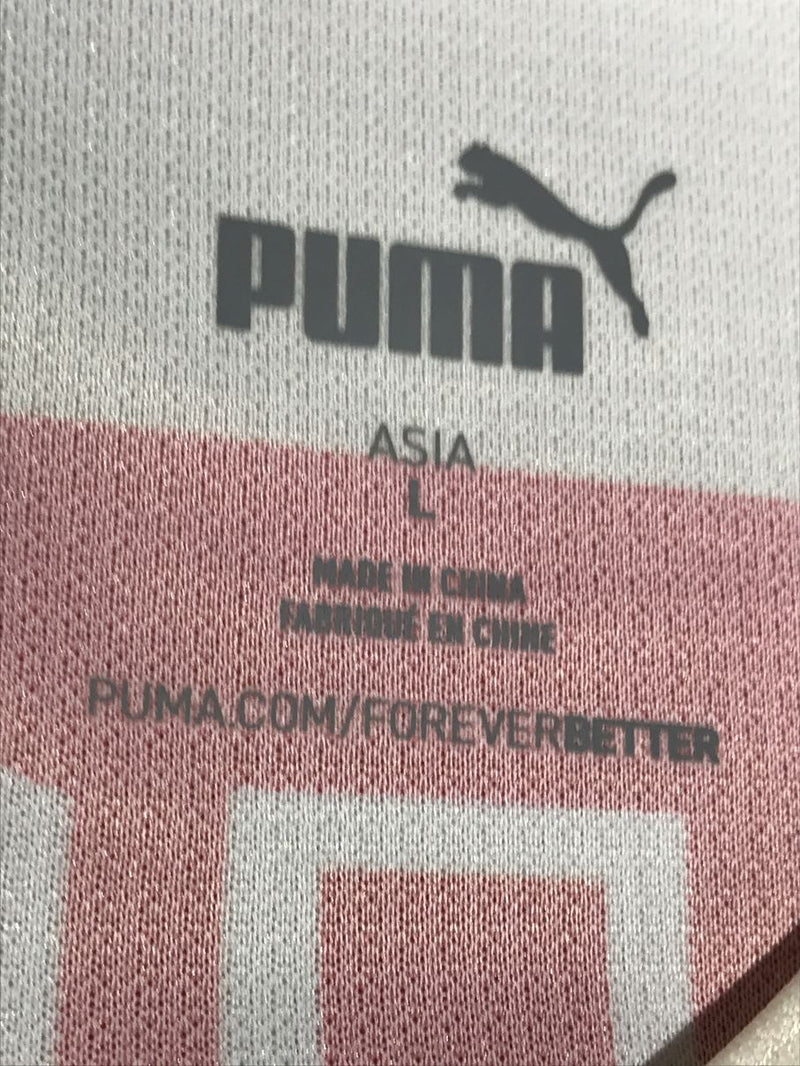 PUMA
ASIA
L
MADE IN CHINA
FABRIQUÉ EN CHINE
PUMA.COM/FOREVERBETTER